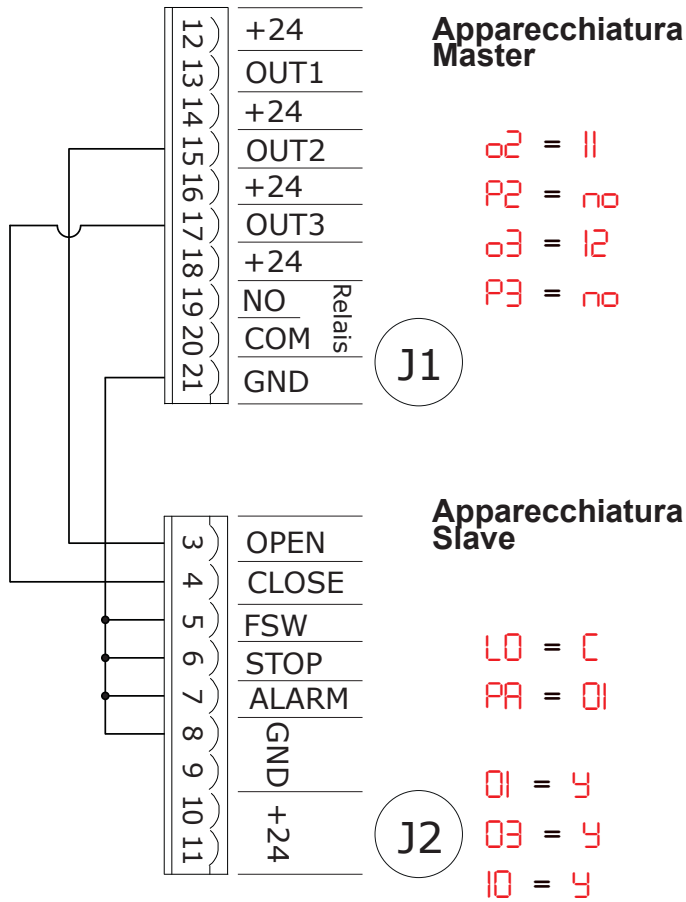 Apparecchiatura
Master
12 +24
13 OUT1
14 +24
15 OUT2
16 +24
17 OUT3
18 +24
19 NO
20 COM
Relais
21 GND
J1
o2 = 11
P2 = no
o3 = 12
P3 = no
Apparecchiatura
Slave
3 OPEN
4 CLOSE
5 FSW
6 STOP
7 ALARM
8
9
GND
10
11
+24
J2
LO = C
PA = 01
01 = Y
03 = Y
10 = Y